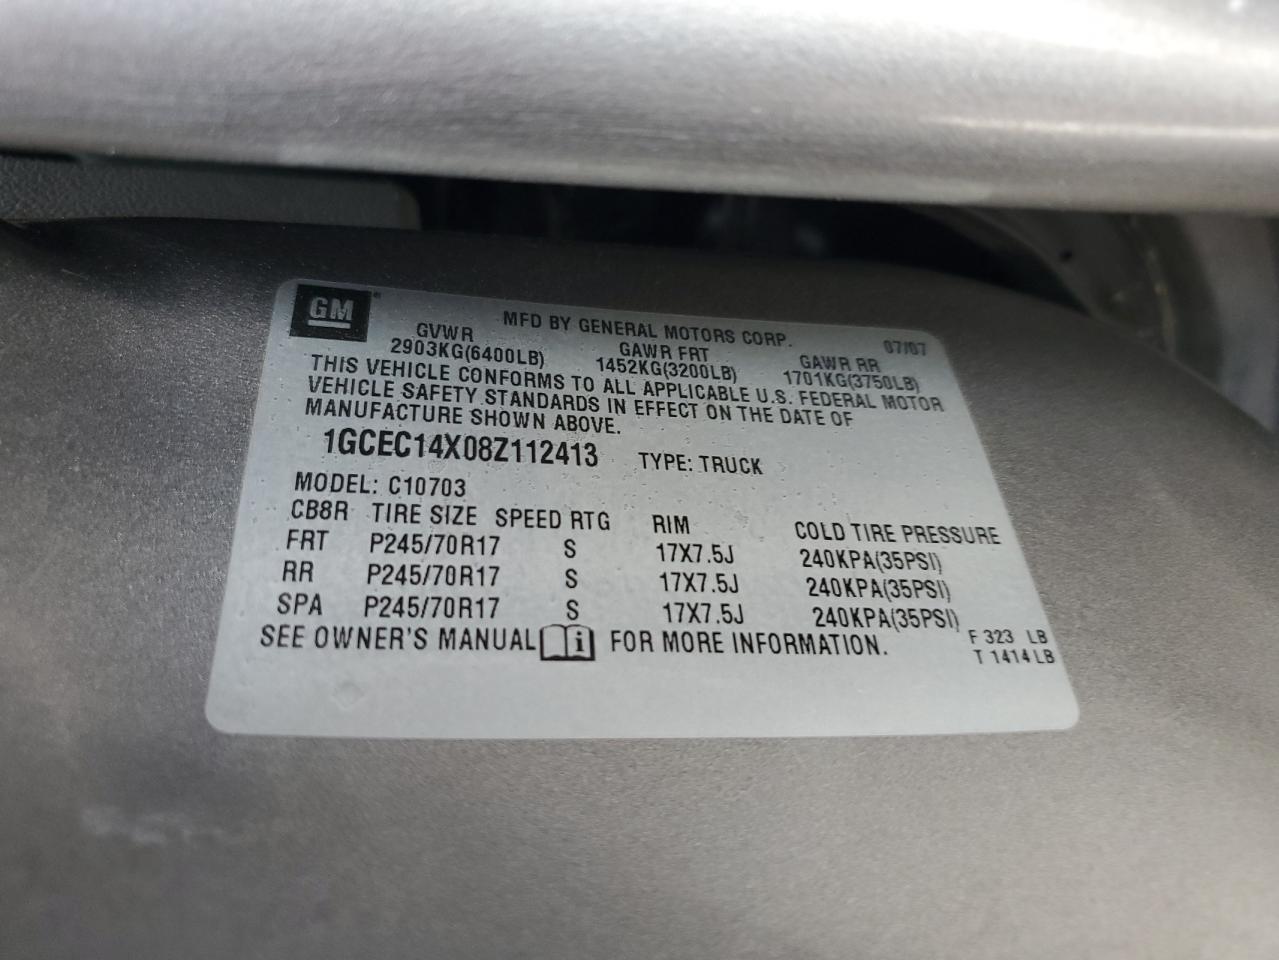 GM
MFD BY GENERAL MOTORS CORP. 07/07
GVWR GAWR FRT GAWR RR
2903KG(6400LB) 1452KG(3200LB) 1701KG(3750LB)
THIS VEHICLE CONFORMS TO ALL APPLICABLE U.S. FEDERAL MOTOR
VEHICLE SAFETY STANDARDS IN EFFECT ON THE DATE OF
MANUFACTURE SHOWN ABOVE.
1GCEC14X08Z112413 TYPE: TRUCK
MODEL: C10703
CB8R TIRE SIZE SPEED RTG RIM COLD TIRE PRESSURE
FRT P245/70R17 S 17X7.5J 240KPA(35PSI)
RR P245/70R17 S 17X7.5J 240KPA(35PSI)
SPA P245/70R17 S 17X7.5J 240KPA(35PSI)
SEE OWNER'S MANUAL i FOR MORE INFORMATION.
F 323 LB
T 1414 LB